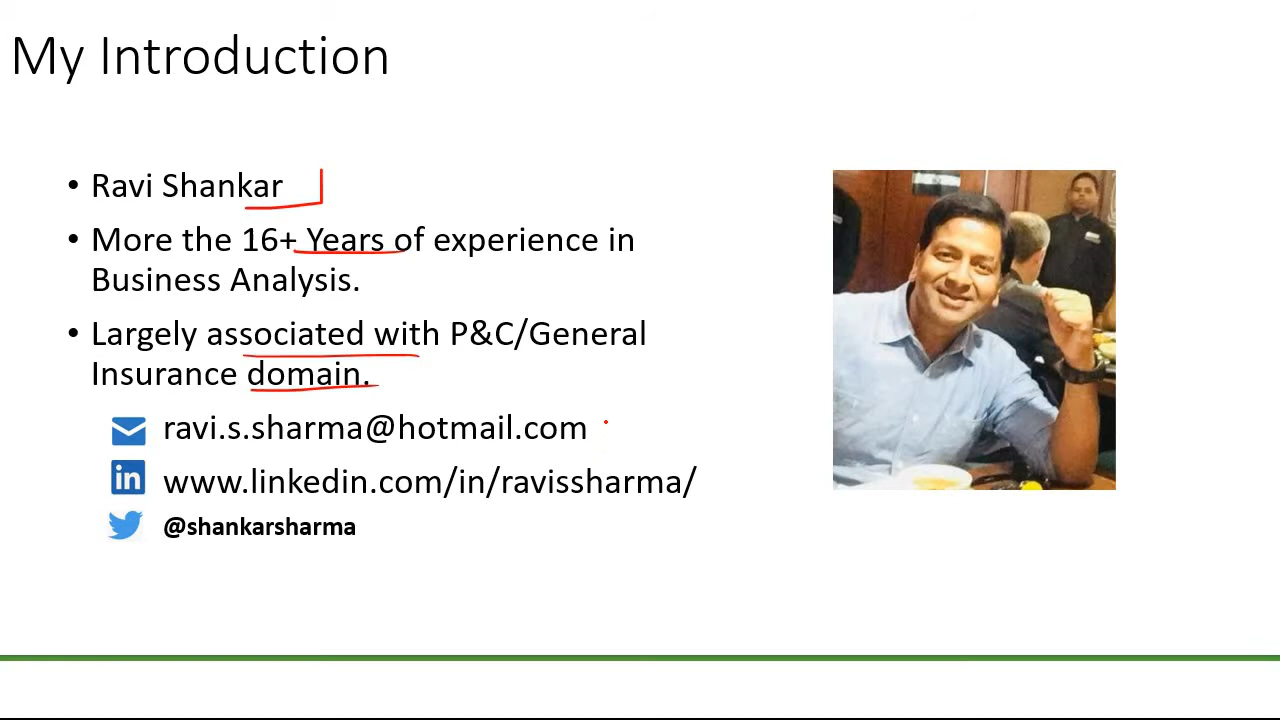 My Introduction
• Ravi Shankar
• More the 16+ Years of experience in
Business Analysis.
• Largely associated with P&C/General
Insurance domain.
ravi.s.sharma@hotmail.com
in www.linkedin.com/in/ravissharma/
@shankarsharma